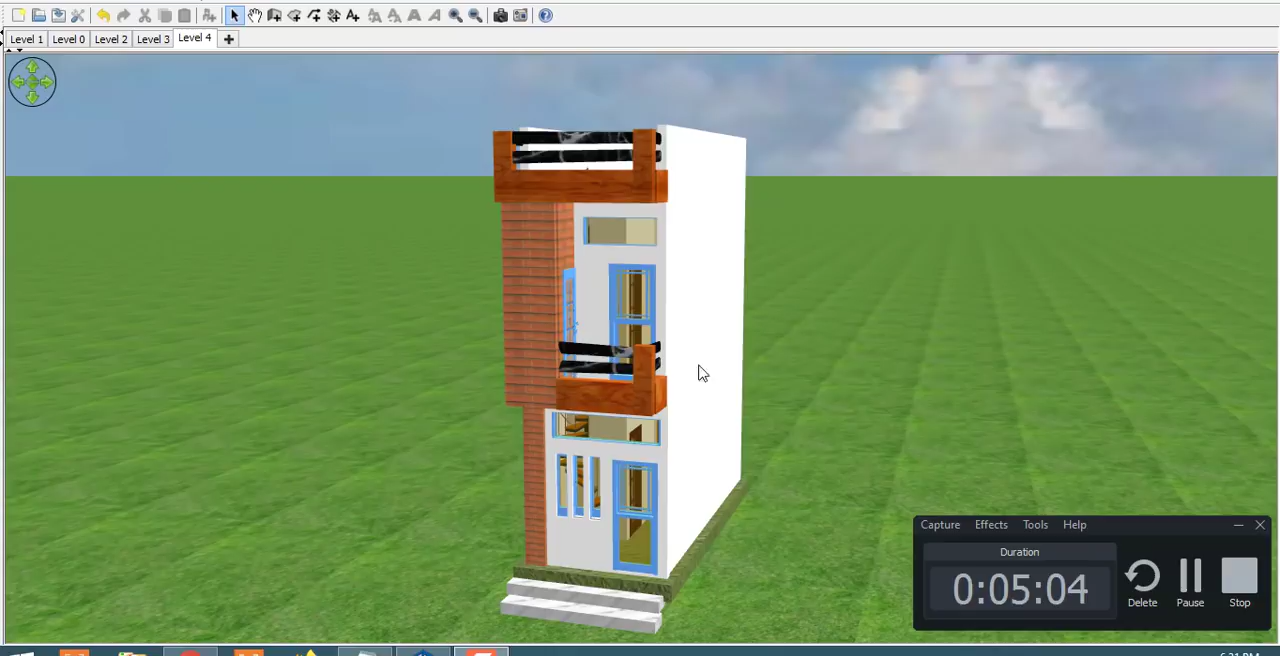 Level 1 Level 0 Level 2 Level 3 Level 4
Capture Effects Tools Help
Duration
0:05:04
Delete Pause Stop